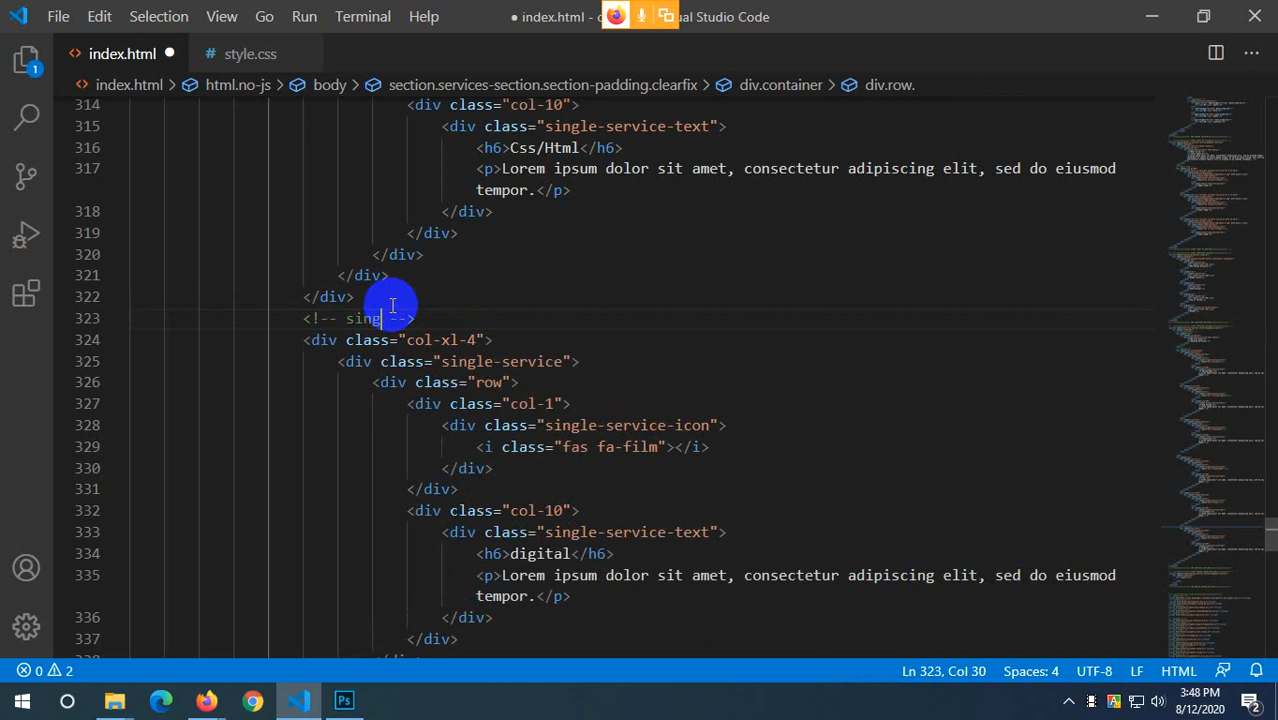 File Edit Selection View Go Run Terminal Help
● index.html - ual Studio Code
<> index.html ●
# style.css
1
<> index.html > html.no-js > body > section.services-section.section-padding.clearfix > div.container > div.row.
314 <div class="col-10">
315 <div class="single-service-text">
316 <h6>Css/Html</h6>
317 <p>Lorem ipsum dolor sit amet, consectetur adipiscing elit, sed do eiusmod
tempor.</p>
318 </div>
319 </div>
320 </div>
321 </div>
322 </div>
323 <!-- sing -->
324 <div class="col-xl-4">
325 <div class="single-service">
326 <div class="row">
327 <div class="col-1">
328 <div class="single-service-icon">
329 <i class="fas fa-film"></i>
330 </div>
331 </div>
332 <div class="col-10">
333 <div class="single-service-text">
334 <h6>digital</h6>
335 <p>Lorem ipsum dolor sit amet, consectetur adipiscing elit, sed do eiusmod
tempor.</p>
336 </div>
337 </div>
0 2
Ln 323, Col 30 Spaces: 4 UTF-8 LF HTML
Ps
3:48 PM
8/12/2020
2